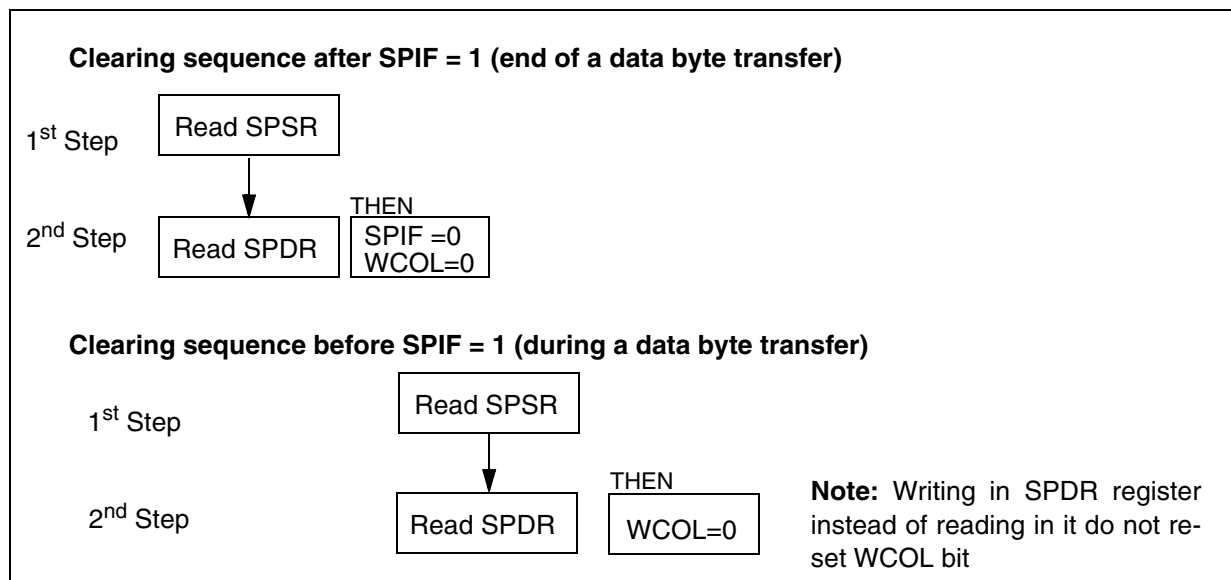 Clearing sequence after SPIF = 1 (end of a data byte transfer)
1st Step
Read SPSR
THEN
2nd Step
Read SPDR
SPIF =0
WCOL=0
Clearing sequence before SPIF = 1 (during a data byte transfer)
1st Step
Read SPSR
THEN
2nd Step
Read SPDR
WCOL=0
Note: Writing in SPDR register
instead of reading in it do not re-
set WCOL bit